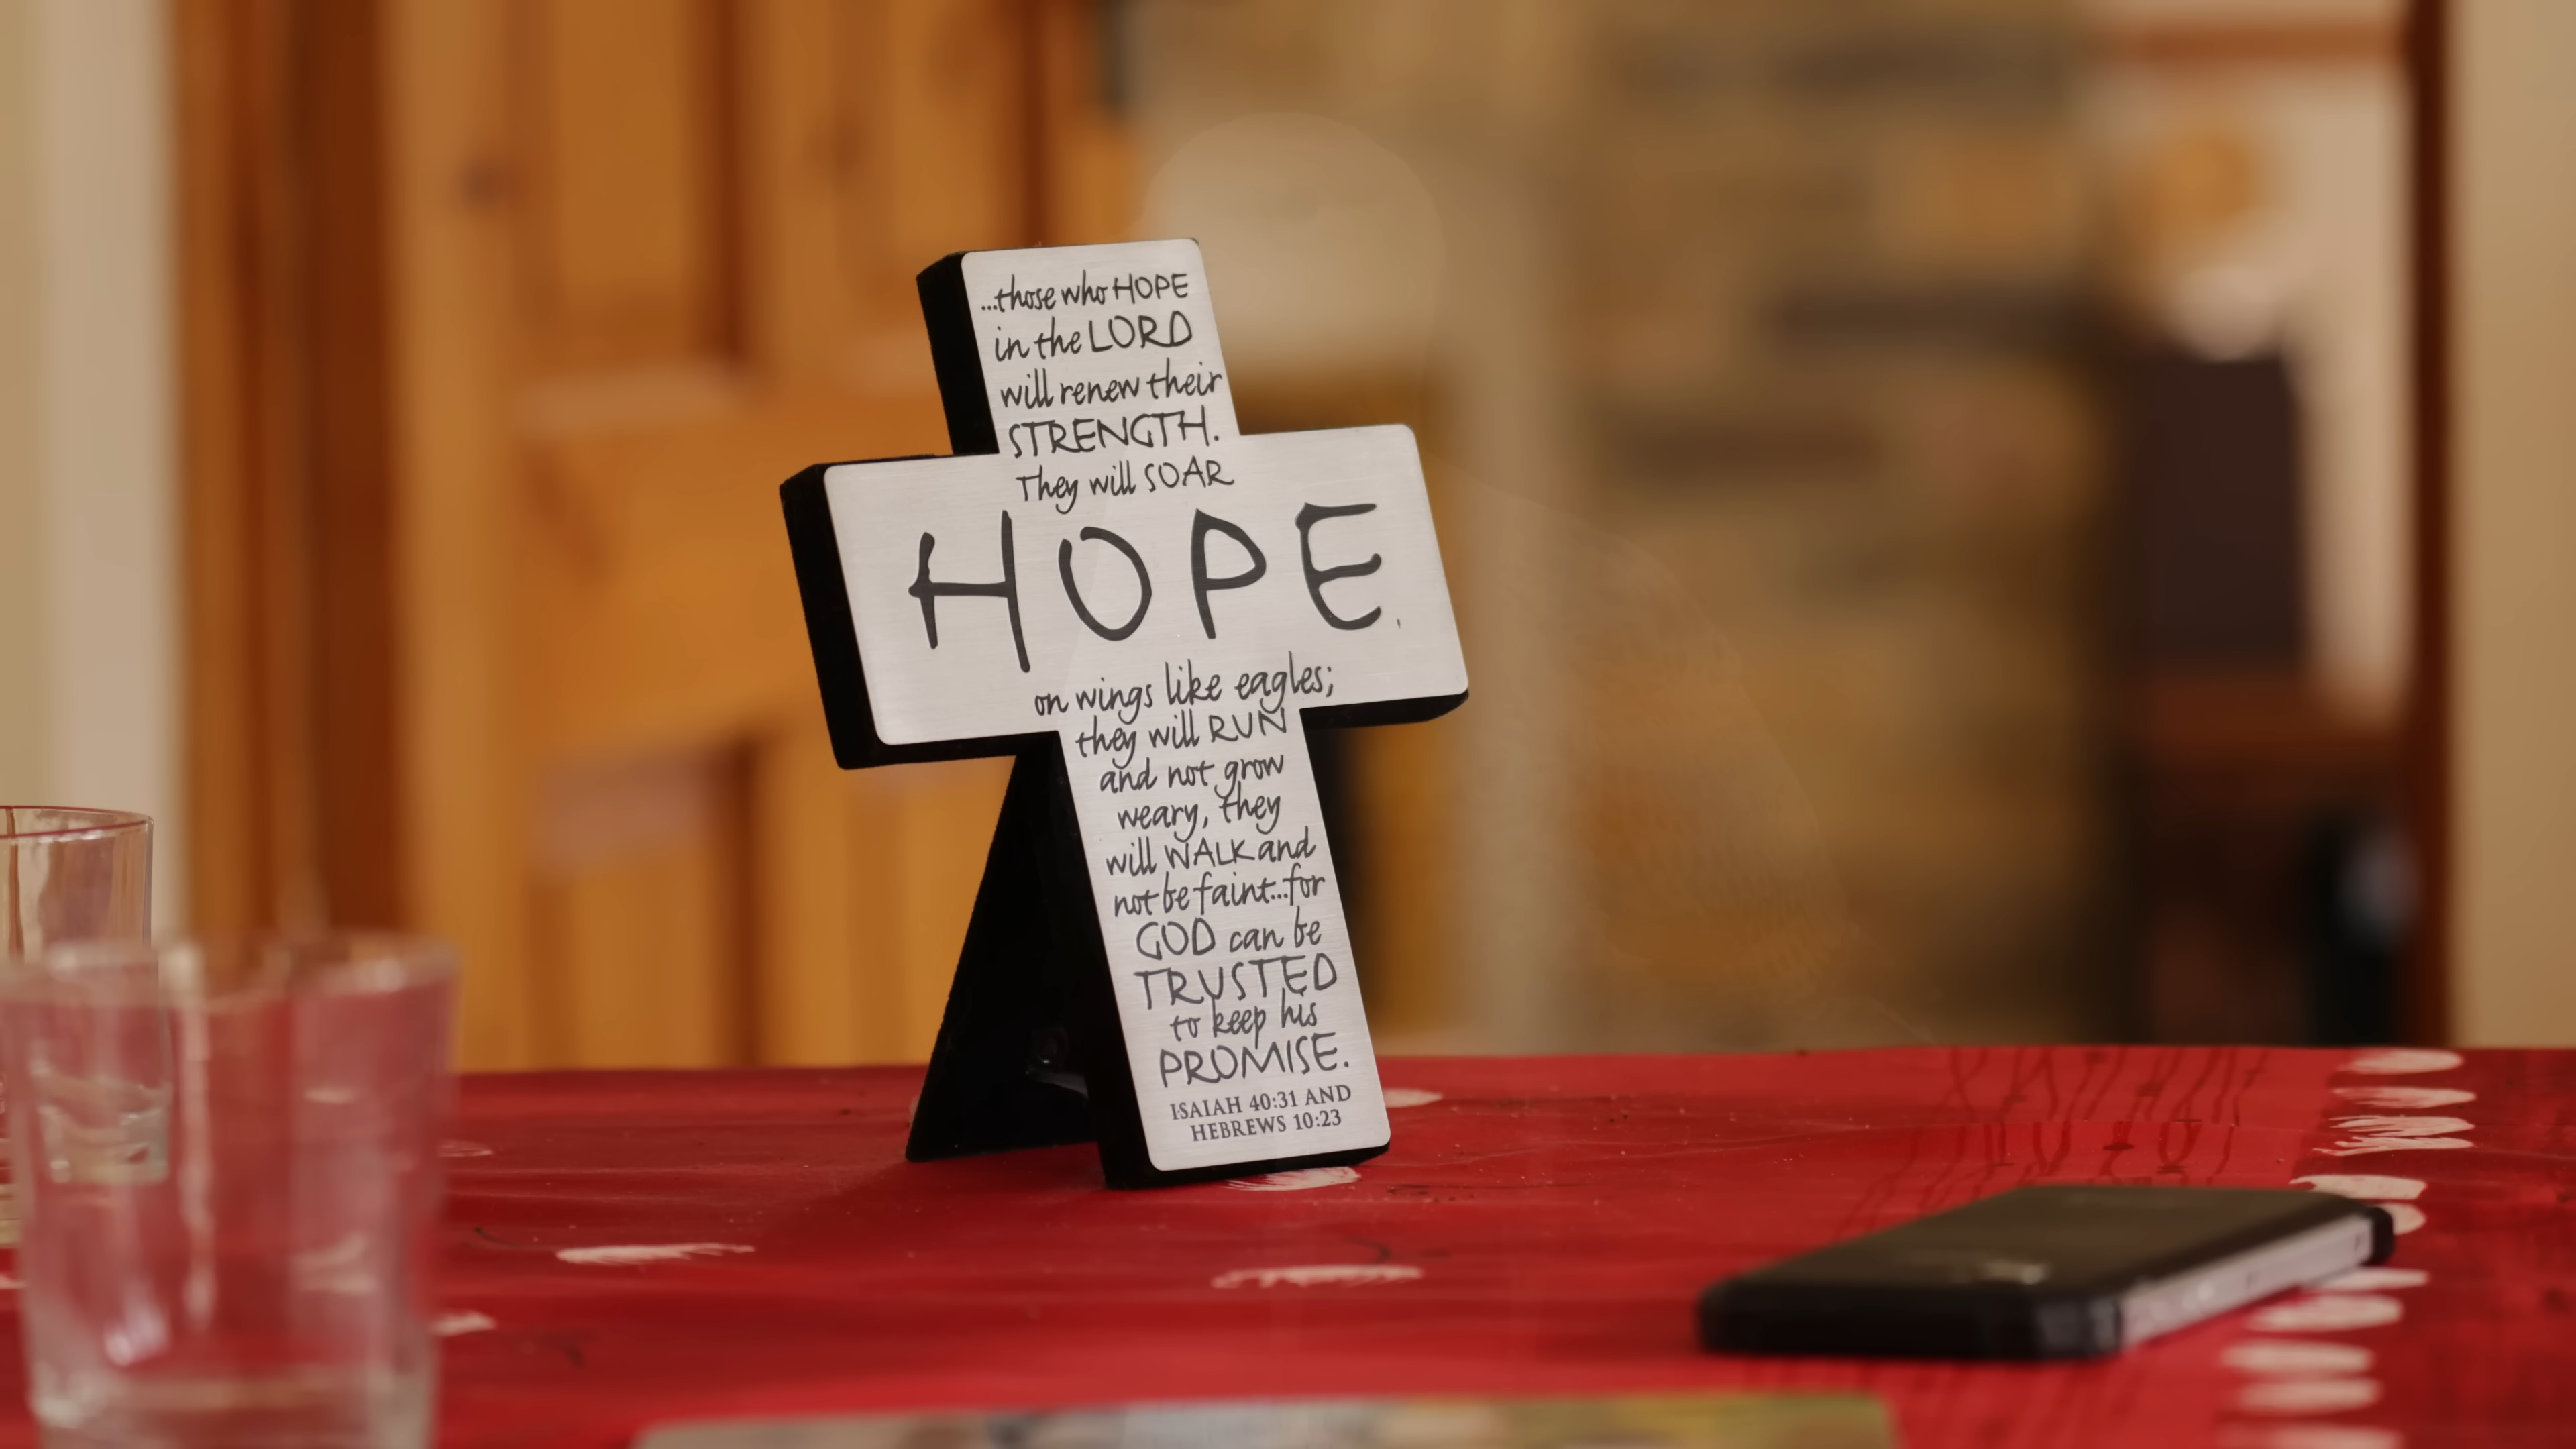 ...those who HOPE
in the LORD
will renew their
STRENGTH.
They will SOAR
HOPE
on wings like eagles;
they will RUN
and not grow
weary, they
will WALK and
not be faint...for
GOD can be
TRUSTED
to keep his
PROMISE.
ISAIAH 40:31 AND
HEBREWS 10:23